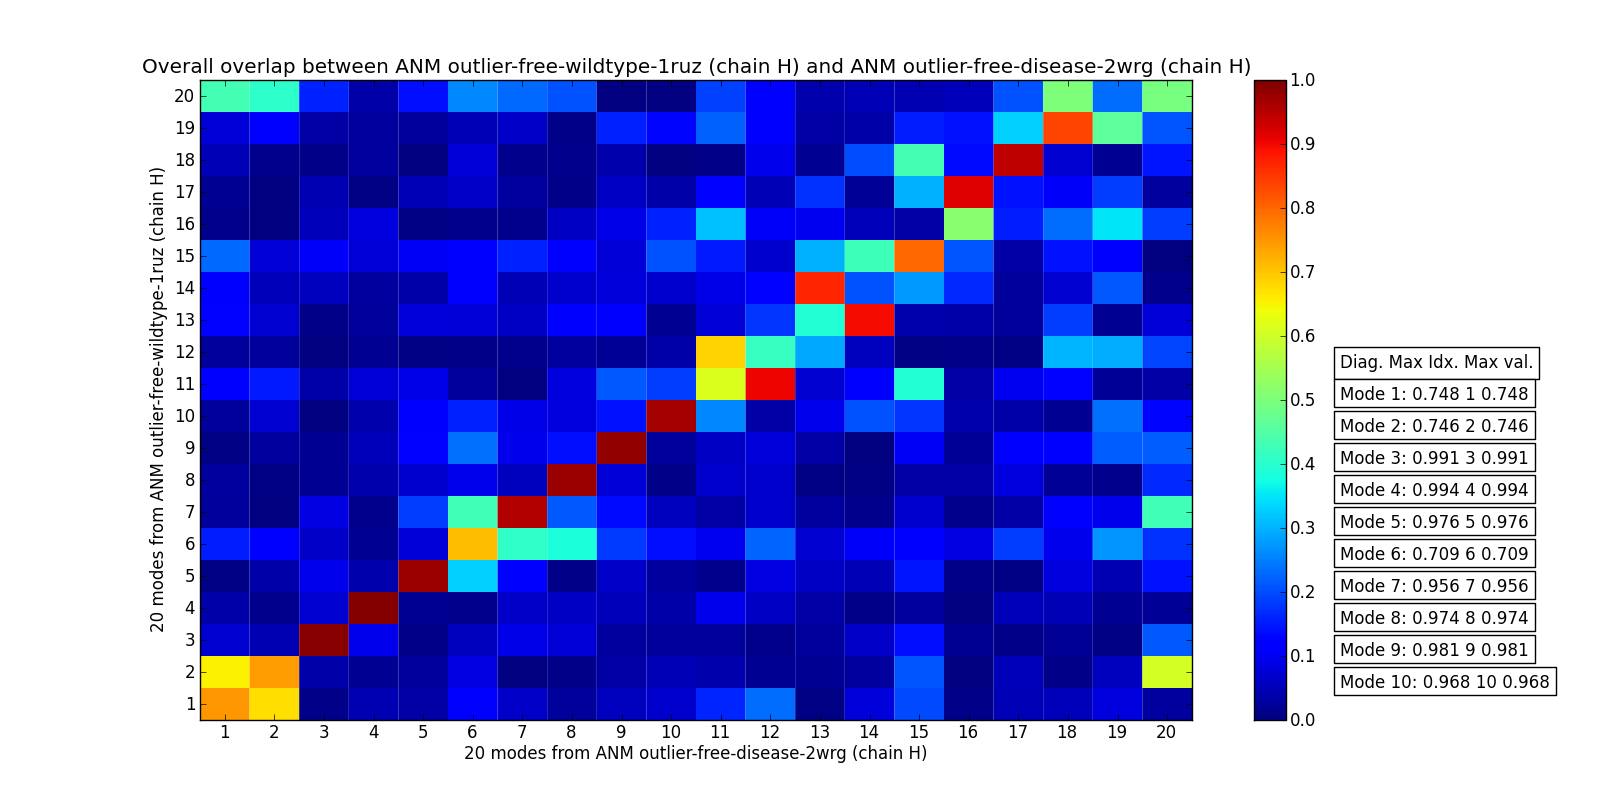 Overall overlap between ANM outlier-free-wildtype-1ruz (chain H) and ANM outlier-free-disease-2wrg (chain H)
20 modes from ANM outlier-free-wildtype-1ruz (chain H)
20
19
18
17
16
15
14
13
12
11
10
9
8
7
6
5
4
3
2
1
1 2 3 4 5 6 7 8 9 10 11 12 13 14 15 16 17 18 19 20
20 modes from ANM outlier-free-disease-2wrg (chain H)
1.0
0.9
0.8
0.7
0.6
0.5
0.4
0.3
0.2
0.1
0.0
Diag. Max Idx. Max val.
Mode 1: 0.748 1 0.748
Mode 2: 0.746 2 0.746
Mode 3: 0.991 3 0.991
Mode 4: 0.994 4 0.994
Mode 5: 0.976 5 0.976
Mode 6: 0.709 6 0.709
Mode 7: 0.956 7 0.956
Mode 8: 0.974 8 0.974
Mode 9: 0.981 9 0.981
Mode 10: 0.968 10 0.968